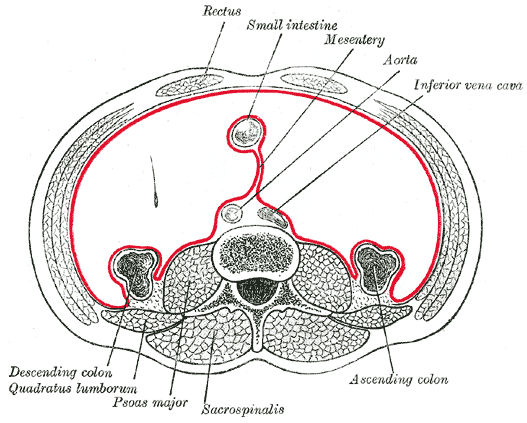 Rectus
Small intestine
Mesentery
Aorta
Inferior vena cava
Descending colon
Quadratus lumborum
Psoas major
Sacrospinalis
Ascending colon